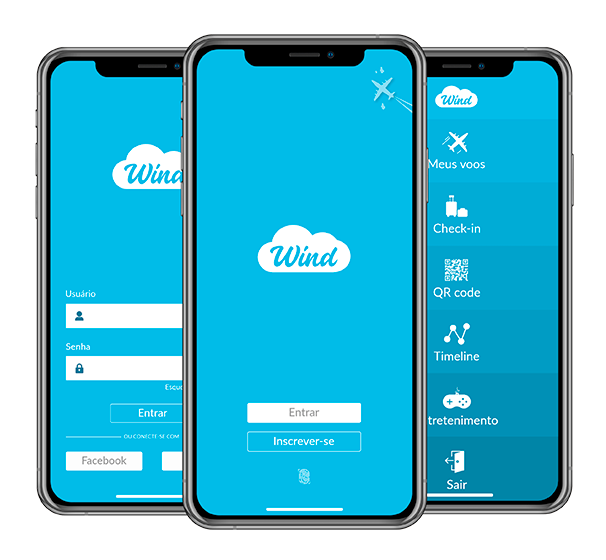 Wind
Usuário
Senha
Entrar
OU CONECTE-SE COM
Facebook
Wind
Entrar
Inscrever-se
Wind
Meus voos
Check-in
QR code
Timeline
tretenimento
Sair